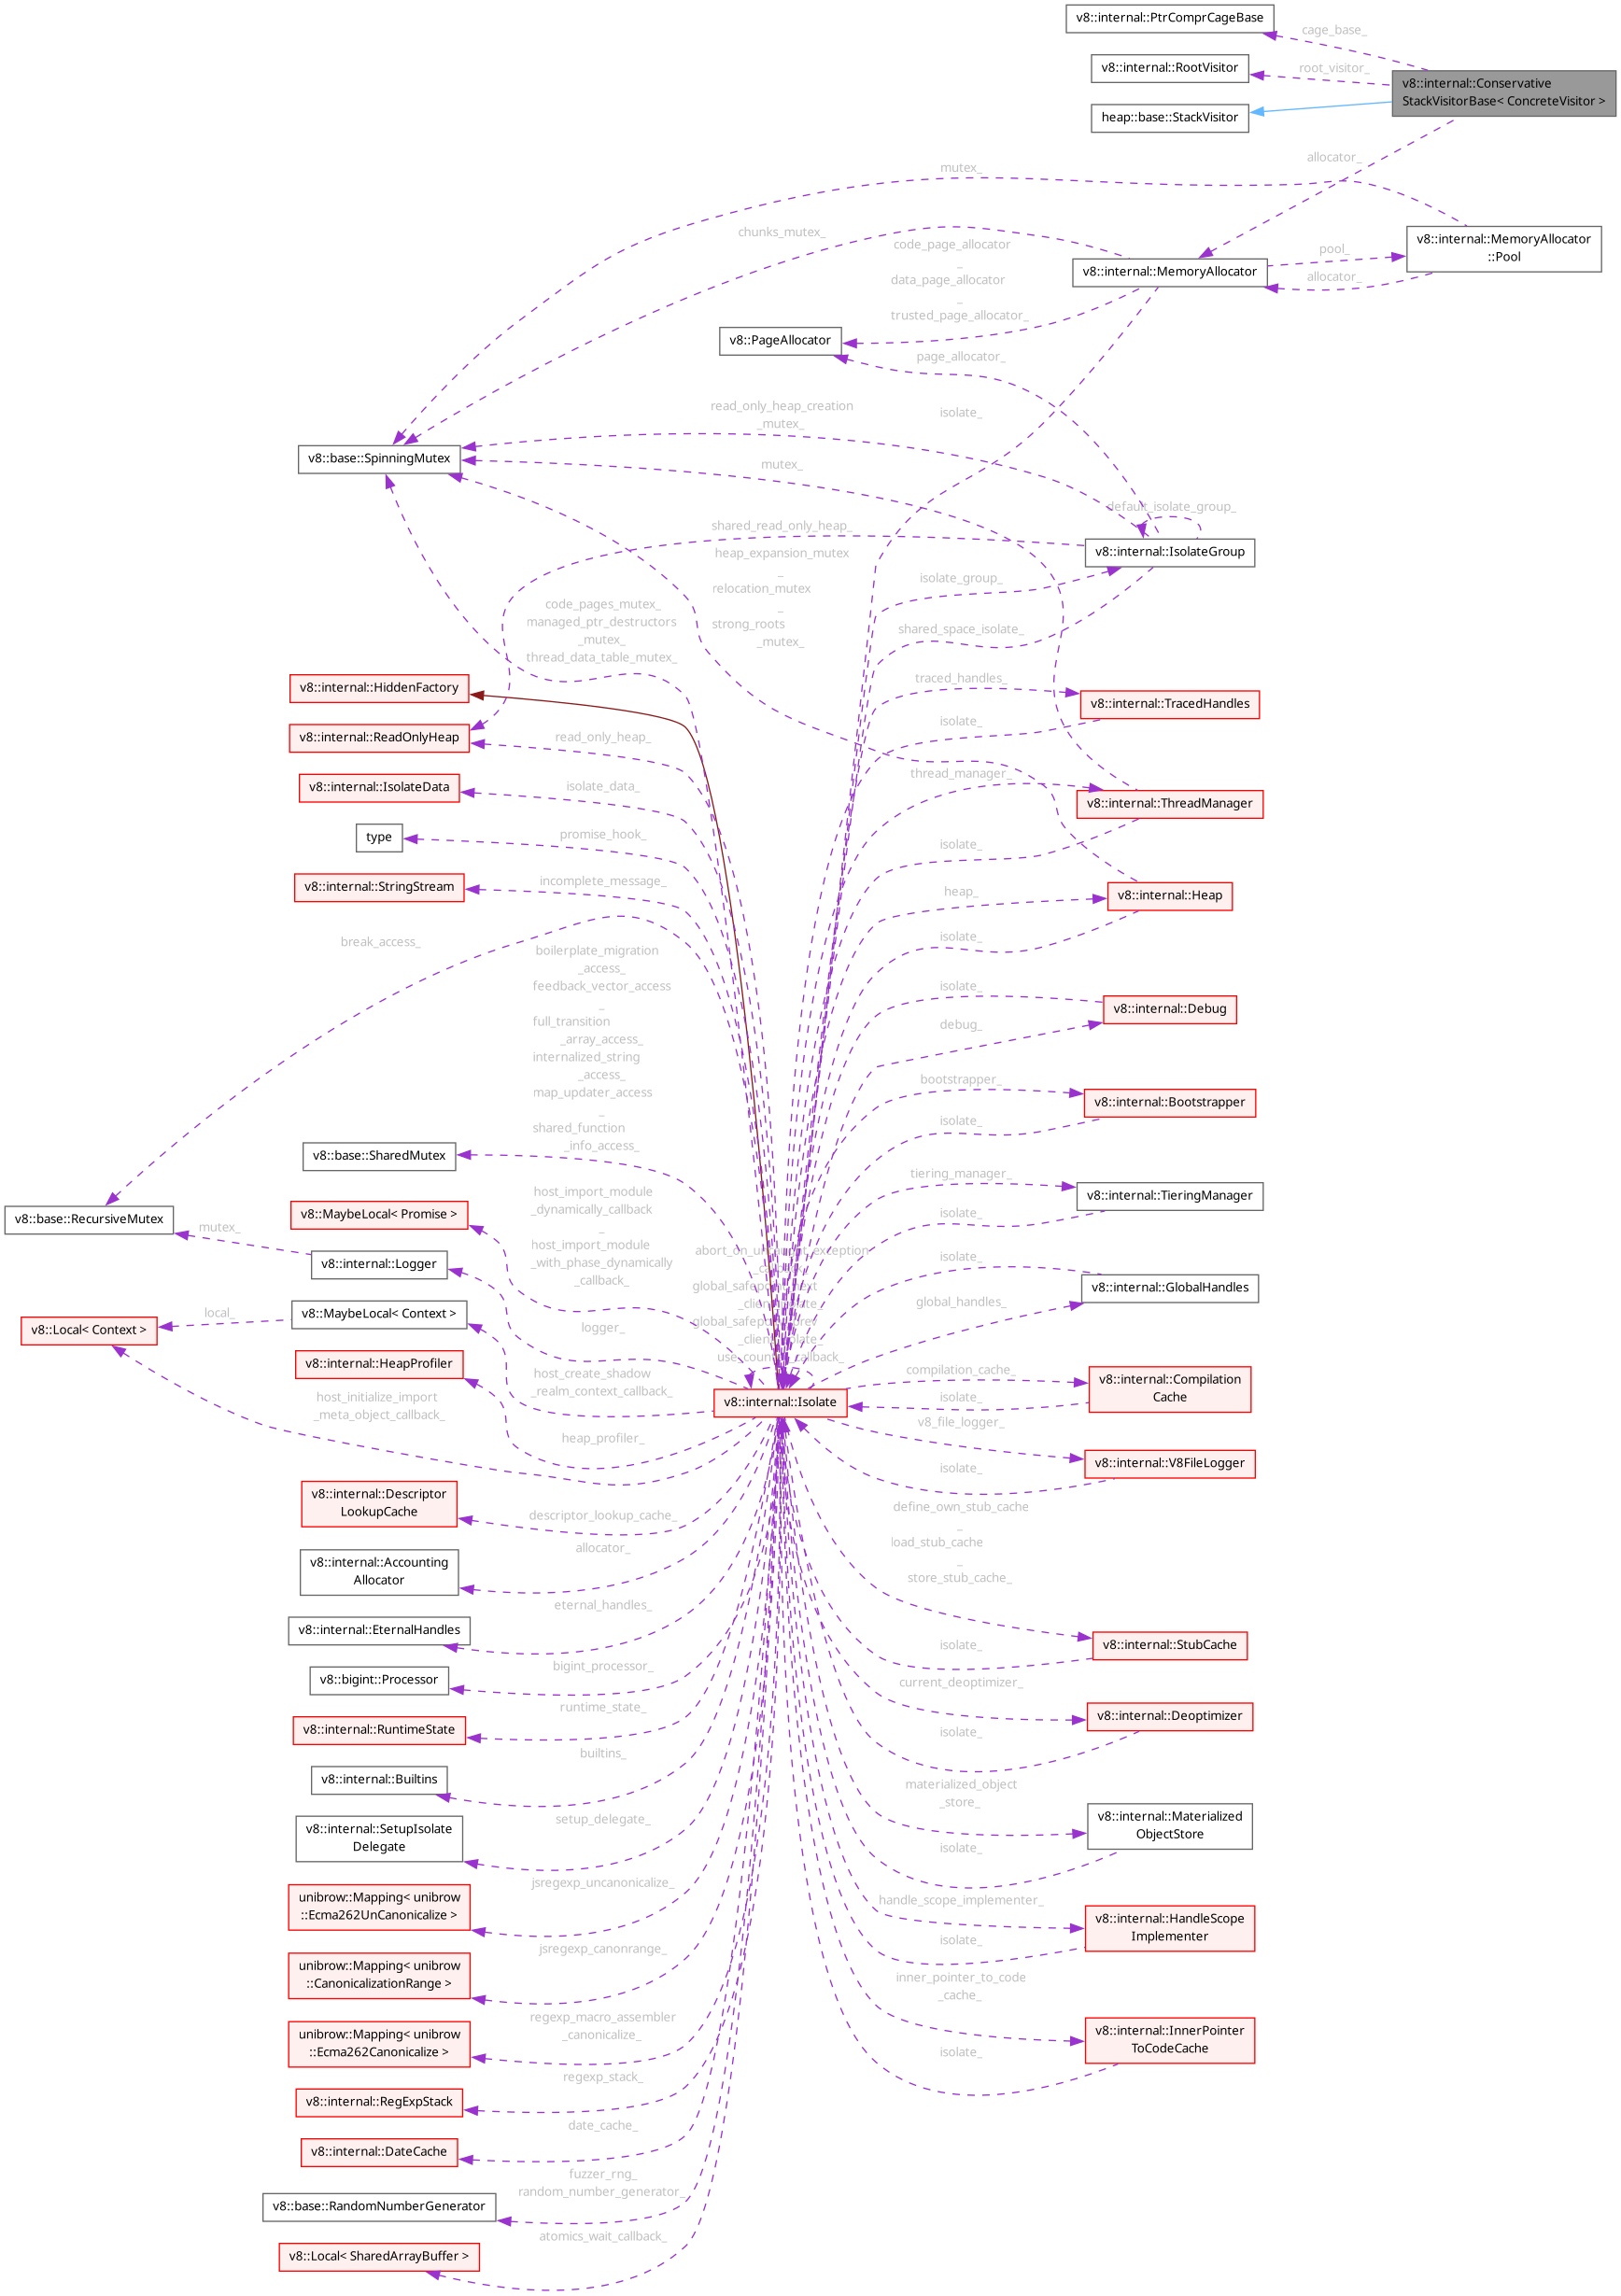 v8::internal::PtrComprCageBase
cage_base_
v8::internal::RootVisitor
root_visitor_
v8::internal::Conservative
StackVisitorBase< ConcreteVisitor >
heap::base::StackVisitor
allocator_
mutex_
chunks_mutex_
code_page_allocator
_
data_page_allocator
_
trusted_page_allocator_
v8::internal::MemoryAllocator
pool_
allocator_
v8::internal::MemoryAllocator
::Pool
v8::PageAllocator
page_allocator_
read_only_heap_creation
_mutex_
isolate_
v8::base::SpinningMutex
mutex_
default_isolate_group_
v8::internal::IsolateGroup
shared_read_only_heap_
heap_expansion_mutex
_
relocation_mutex
_
strong_roots
_mutex_
isolate_group_
shared_space_isolate_
code_pages_mutex_
managed_ptr_destructors
_mutex_
thread_data_table_mutex_
v8::internal::HiddenFactory
traced_handles_
v8::internal::TracedHandles
isolate_
v8::internal::ReadOnlyHeap
read_only_heap_
v8::internal::IsolateData
isolate_data_
thread_manager_
v8::internal::ThreadManager
type
promise_hook_
isolate_
v8::internal::StringStream
incomplete_message_
heap_
v8::internal::Heap
isolate_
break_access_
boilerplate_migration
_access_
feedback_vector_access
_
full_transition
_array_access_
internalized_string
_access_
map_updater_access
_
shared_function
_info_access_
isolate_
v8::internal::Debug
debug_
bootstrapper_
v8::internal::Bootstrapper
isolate_
v8::base::SharedMutex
tiering_manager_
v8::internal::TieringManager
isolate_
v8::base::RecursiveMutex
mutex_
v8::MaybeLocal< Promise >
host_import_module
_dynamically_callback
_
host_import_module
_with_phase_dynamically
_callback_
v8::internal::Logger
abort_on_uncaught_exception
_callback_
global_safepoint_next
_client_isolate_
global_safepoint_prev
_client_isolate_
use_counter_callback_
isolate_
v8::internal::GlobalHandles
global_handles_
v8::Local< Context >
local_
v8::MaybeLocal< Context >
logger_
v8::internal::HeapProfiler
host_create_shadow
_realm_context_callback_
host_initialize_import
_meta_object_callback_
heap_profiler_
v8::internal::Isolate
compilation_cache_
v8::internal::Compilation
Cache
isolate_
v8_file_logger_
v8::internal::V8FileLogger
isolate_
v8::internal::Descriptor
LookupCache
descriptor_lookup_cache_
define_own_stub_cache
_
load_stub_cache
_
store_stub_cache_
v8::internal::Accounting
Allocator
allocator_
v8::internal::EternalHandles
eternal_handles_
v8::internal::StubCache
isolate_
v8::bigint::Processor
bigint_processor_
current_deoptimizer_
v8::internal::Deoptimizer
isolate_
v8::internal::RuntimeState
runtime_state_
v8::internal::Builtins
builtins_
materialized_object
_store_
v8::internal::Materialized
ObjectStore
isolate_
v8::internal::SetupIsolate
Delegate
setup_delegate_
unibrow::Mapping< unibrow
::Ecma262UnCanonicalize >
jsregexp_uncanonicalize_
handle_scope_implementer_
v8::internal::HandleScope
Implementer
isolate_
unibrow::Mapping< unibrow
::CanonicalizationRange >
jsregexp_canonrange_
inner_pointer_to_code
_cache_
v8::internal::InnerPointer
ToCodeCache
isolate_
unibrow::Mapping< unibrow
::Ecma262Canonicalize >
regexp_macro_assembler
_canonicalize_
v8::internal::RegExpStack
regexp_stack_
v8::internal::DateCache
date_cache_
v8::base::RandomNumberGenerator
fuzzer_rng_
random_number_generator_
v8::Local< SharedArrayBuffer >
atomics_wait_callback_